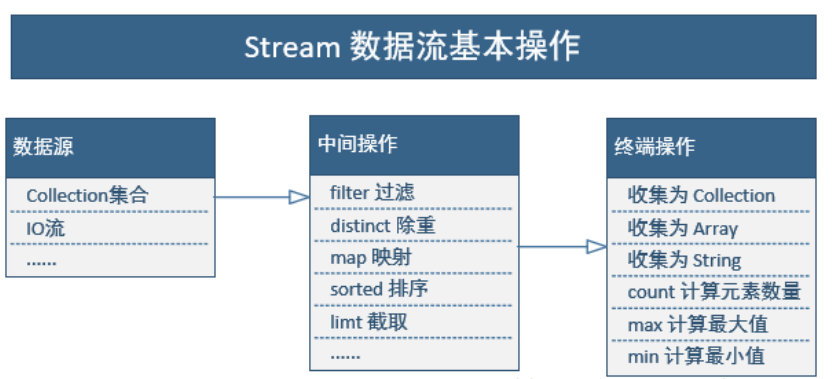 Stream 数据流基本操作
数据源
Collection集合
IO流
......
中间操作
filter 过滤
distinct 除重
map 映射
sorted 排序
limt 截取
......
终端操作
收集为 Collection
收集为 Array
收集为 String
count 计算元素数量
max 计算最大值
min 计算最小值